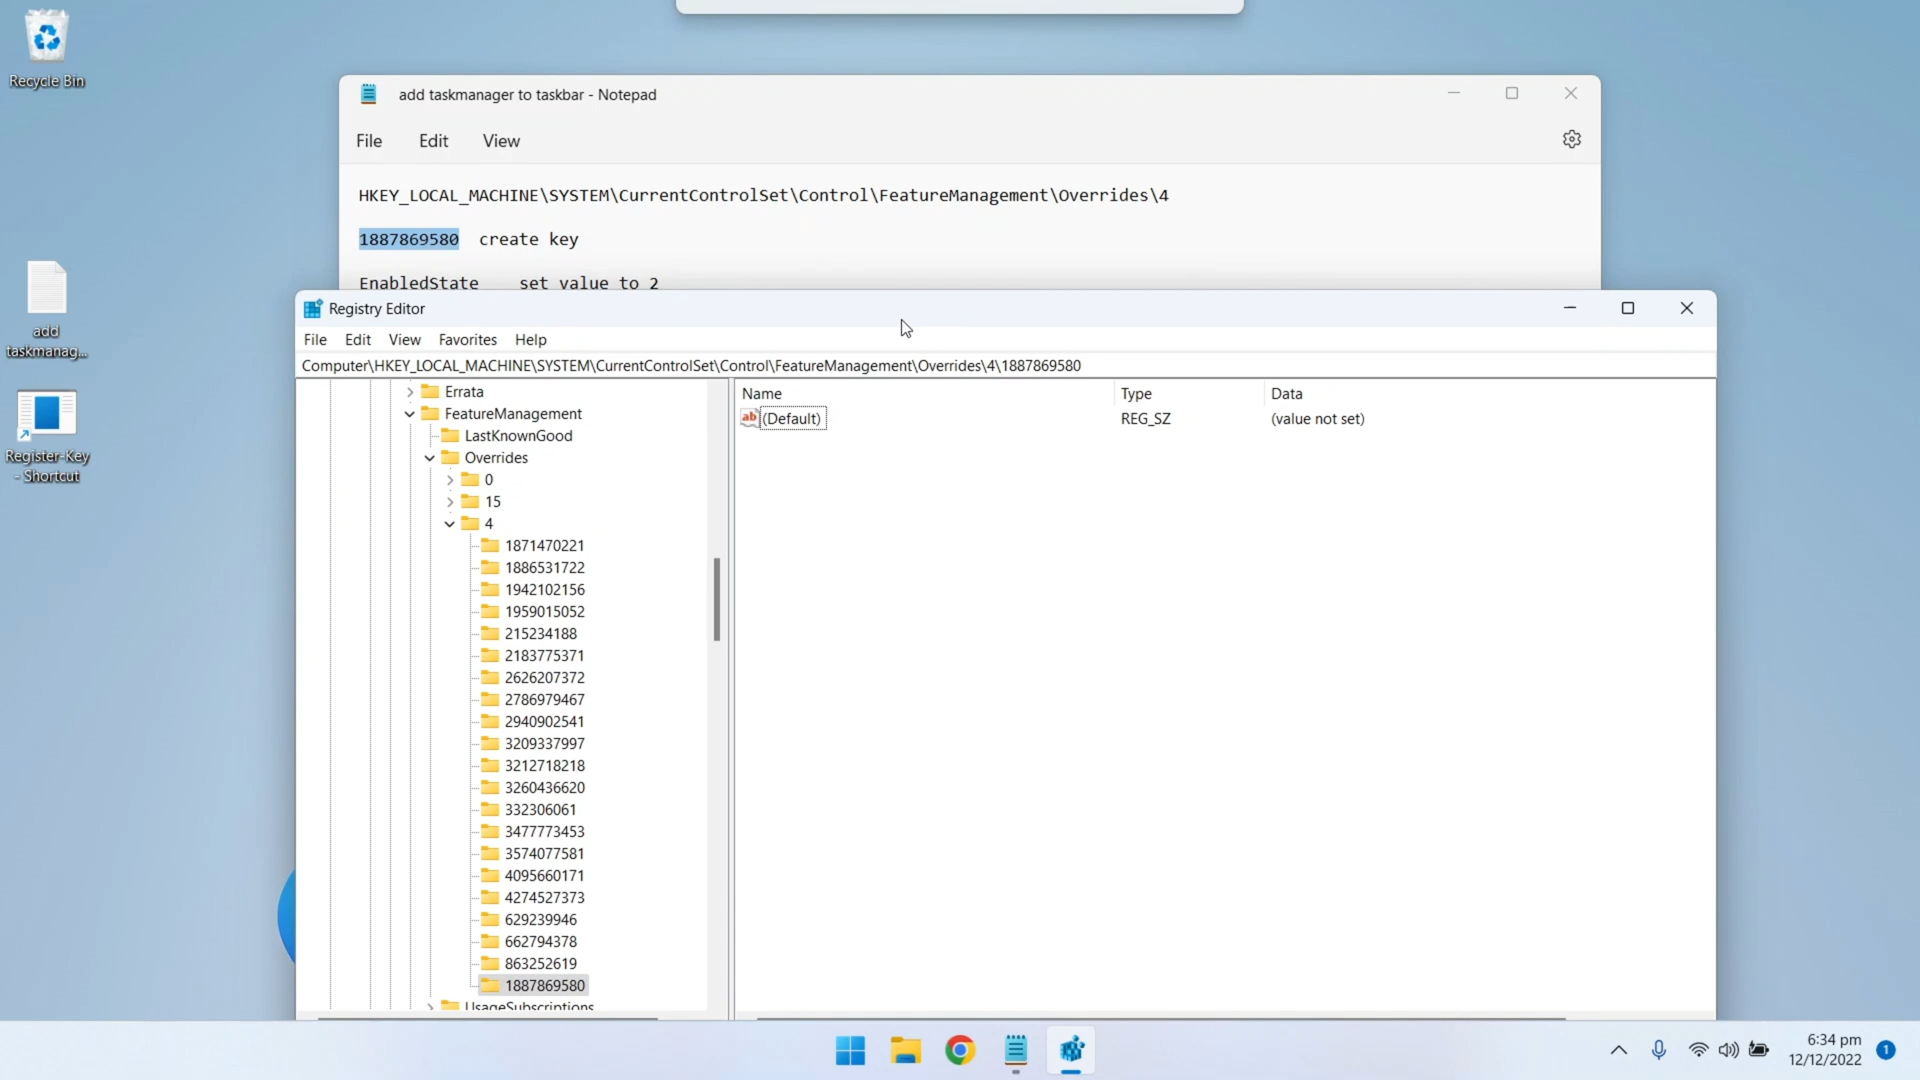 Recycle Bin
add taskmanager to taskbar - Notepad
File Edit View
HKEY_LOCAL_MACHINE\SYSTEM\CurrentControlSet\Control\FeatureManagement\Overrides\4
1887869580 create key
EnabledState set value to 2
add
taskmanag...
Register-Key
- Shortcut
Registry Editor
File Edit View Favorites Help
Computer\HKEY_LOCAL_MACHINE\SYSTEM\CurrentControlSet\Control\FeatureManagement\Overrides\4\1887869580
Errata
FeatureManagement
LastKnownGood
Overrides
0
15
4
1871470221
1886531722
1942102156
1959015052
215234188
2183775371
2626207372
2786979467
2940902541
3209337997
3212718218
3260436620
332306061
3477773453
3574077581
4095660171
4274527373
629239946
662794378
863252619
1887869580
UsageSubscriptions
Name Type Data
ab (Default) REG_SZ (value not set)
6:34 pm
12/12/2022
1